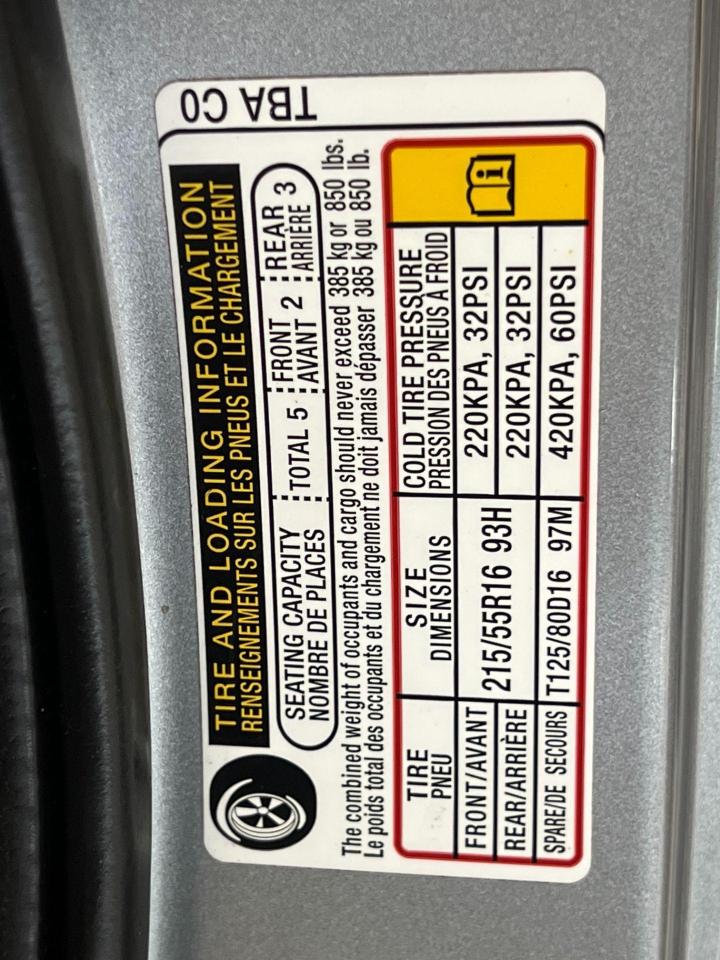 TIRE AND LOADING INFORMATION
RENSEIGNEMENTS SUR LES PNEUS ET LE CHARGEMENT
SEATING CAPACITY
NOMBRE DE PLACES
TOTAL 5
FRONT
AVANT 2
REAR
ARRIÈRE 3
The combined weight of occupants and cargo should never exceed 385 kg or 850 lbs.
Le poids total des occupants et du chargement ne doit jamais dépasser 385 kg ou 850 lb.
TIRE
PNEU
SIZE
DIMENSIONS
COLD TIRE PRESSURE
PRESSION DES PNEUS À FROID
FRONT/AVANT
215/55R16 93H
220KPA, 32PSI
REAR/ARRIÈRE
220KPA, 32PSI
SPARE/DE SECOURS
T125/80D16 97M
420KPA, 60PSI
TBA C0